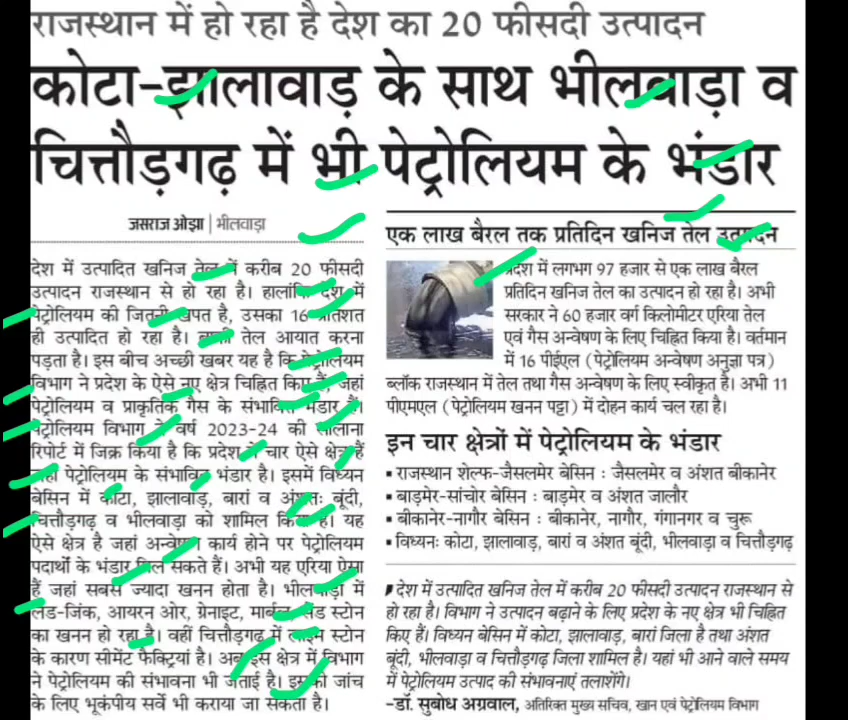 राजस्थान में हो रहा है देश का 20 फीसदी उत्पादन
कोटा-झालावाड़ के साथ भीलवाड़ा व
चित्तौड़गढ़ में भी पेट्रोलियम के भंडार
जसराज ओझा | भीलवाड़ा
देश में उत्पादित खनिज तेल में करीब 20 फीसदी
उत्पादन राजस्थान से हो रहा है। हालांकि देश में
पेट्रोलियम की जितनी खपत है, उसका 16 प्रतिशत
ही उत्पादित हो रहा है। बाकी तेल आयात करना
पड़ता है। इस बीच अच्छी खबर यह है कि पेट्रोलियम
विभाग ने प्रदेश के ऐसे नए क्षेत्र चिह्नित किए हैं, जहां
पेट्रोलियम व प्राकृतिक गैस के संभावित भंडार हैं।
पेट्रोलियम विभाग के वर्ष 2023-24 की सालाना
रिपोर्ट में जिक्र किया है कि प्रदेश में चार ऐसे क्षेत्र हैं
जहां पेट्रोलियम के संभावित भंडार है। इसमें विंध्यन
बेसिन में कोटा, झालावाड़, बारां व अंशत: बूंदी,
चित्तौड़गढ़ व भीलवाड़ा को शामिल किया है। यह
ऐसे क्षेत्र है जहां अन्वेषण कार्य होने पर पेट्रोलियम
पदार्थों के भंडार मिल सकते हैं। अभी यह एरिया ऐसा
हैं जहां सबसे ज्यादा खनन होता है। भीलवाड़ा में
लेड-जिंक, आयरन ओर, ग्रेनाइट, मार्बल, सैंड स्टोन
का खनन हो रहा है। वहीं चित्तौड़गढ़ में लाइम स्टोन
के कारण सीमेंट फैक्ट्रियां है। अब इस क्षेत्र में विभाग
ने पेट्रोलियम की संभावना भी जताई है। इसकी जांच
के लिए भूकंपीय सर्वे भी कराया जा सकता है।
एक लाख बैरल तक प्रतिदिन खनिज तेल उत्पादन
प्रदेश में लगभग 97 हजार से एक लाख बैरल
प्रतिदिन खनिज तेल का उत्पादन हो रहा है। अभी
सरकार ने 60 हजार वर्ग किलोमीटर एरिया तेल
एवं गैस अन्वेषण के लिए चिह्नित किया है। वर्तमान
में 16 पीईएल (पेट्रोलियम अन्वेषण अनुज्ञा पत्र)
ब्लॉक राजस्थान में तेल तथा गैस अन्वेषण के लिए स्वीकृत है। अभी 11
पीएमएल (पेट्रोलियम खनन पट्टा) में दोहन कार्य चल रहा है।
इन चार क्षेत्रों में पेट्रोलियम के भंडार
▪ राजस्थान शेल्फ-जैसलमेर बेसिन : जैसलमेर व अंशत बीकानेर
▪ बाड़मेर-सांचोर बेसिन : बाड़मेर व अंशत जालौर
▪ बीकानेर-नागौर बेसिन : बीकानेर, नागौर, गंगानगर व चुरू
▪ विंध्यन: कोटा, झालावाड़, बारां व अंशत बूंदी, भीलवाड़ा व चित्तौड़गढ़
देश में उत्पादित खनिज तेल में करीब 20 फीसदी उत्पादन राजस्थान से
हो रहा है। विभाग ने उत्पादन बढ़ाने के लिए प्रदेश के नए क्षेत्र भी चिह्नित
किए हैं। विंध्यन बेसिन में कोटा, झालावाड़, बारां जिला है तथा अंशत
बूंदी, भीलवाड़ा व चित्तौड़गढ़ जिला शामिल है। यहां भी आने वाले समय
में पेट्रोलियम उत्पाद की संभावनाएं तलाशेंगे।
-डॉ. सुबोध अग्रवाल, अतिरिक्त मुख्य सचिव, खान एवं पेट्रोलियम विभाग